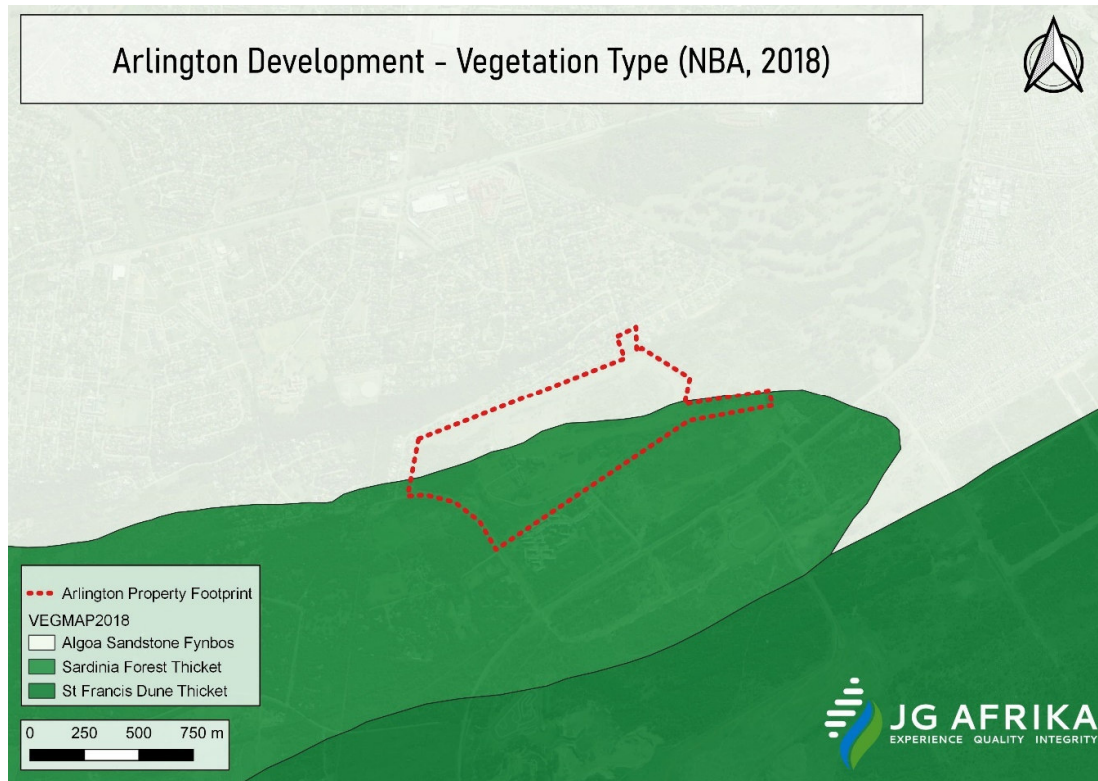 Arlington Development - Vegetation Type (NBA, 2018)
Arlington Property Footprint
VEGMAP2018
Algoa Sandstone Fynbos
Sardinia Forest Thicket
St Francis Dune Thicket
0 250 500 750 m
JG AFRIKA
EXPERIENCE QUALITY INTEGRITY